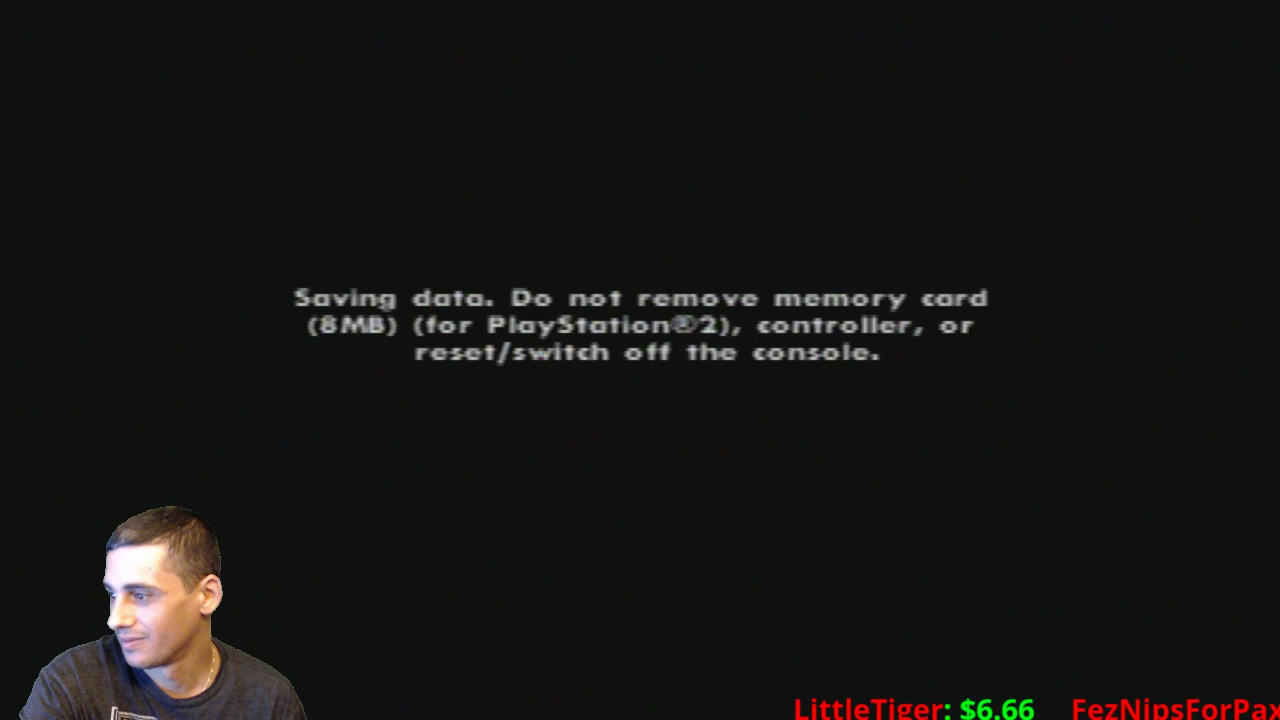 Saving data. Do not remove memory card
(8MB) (for PlayStation®2), controller, or
reset/switch off the console.
LittleTiger: $6.66 FezNipsForPax